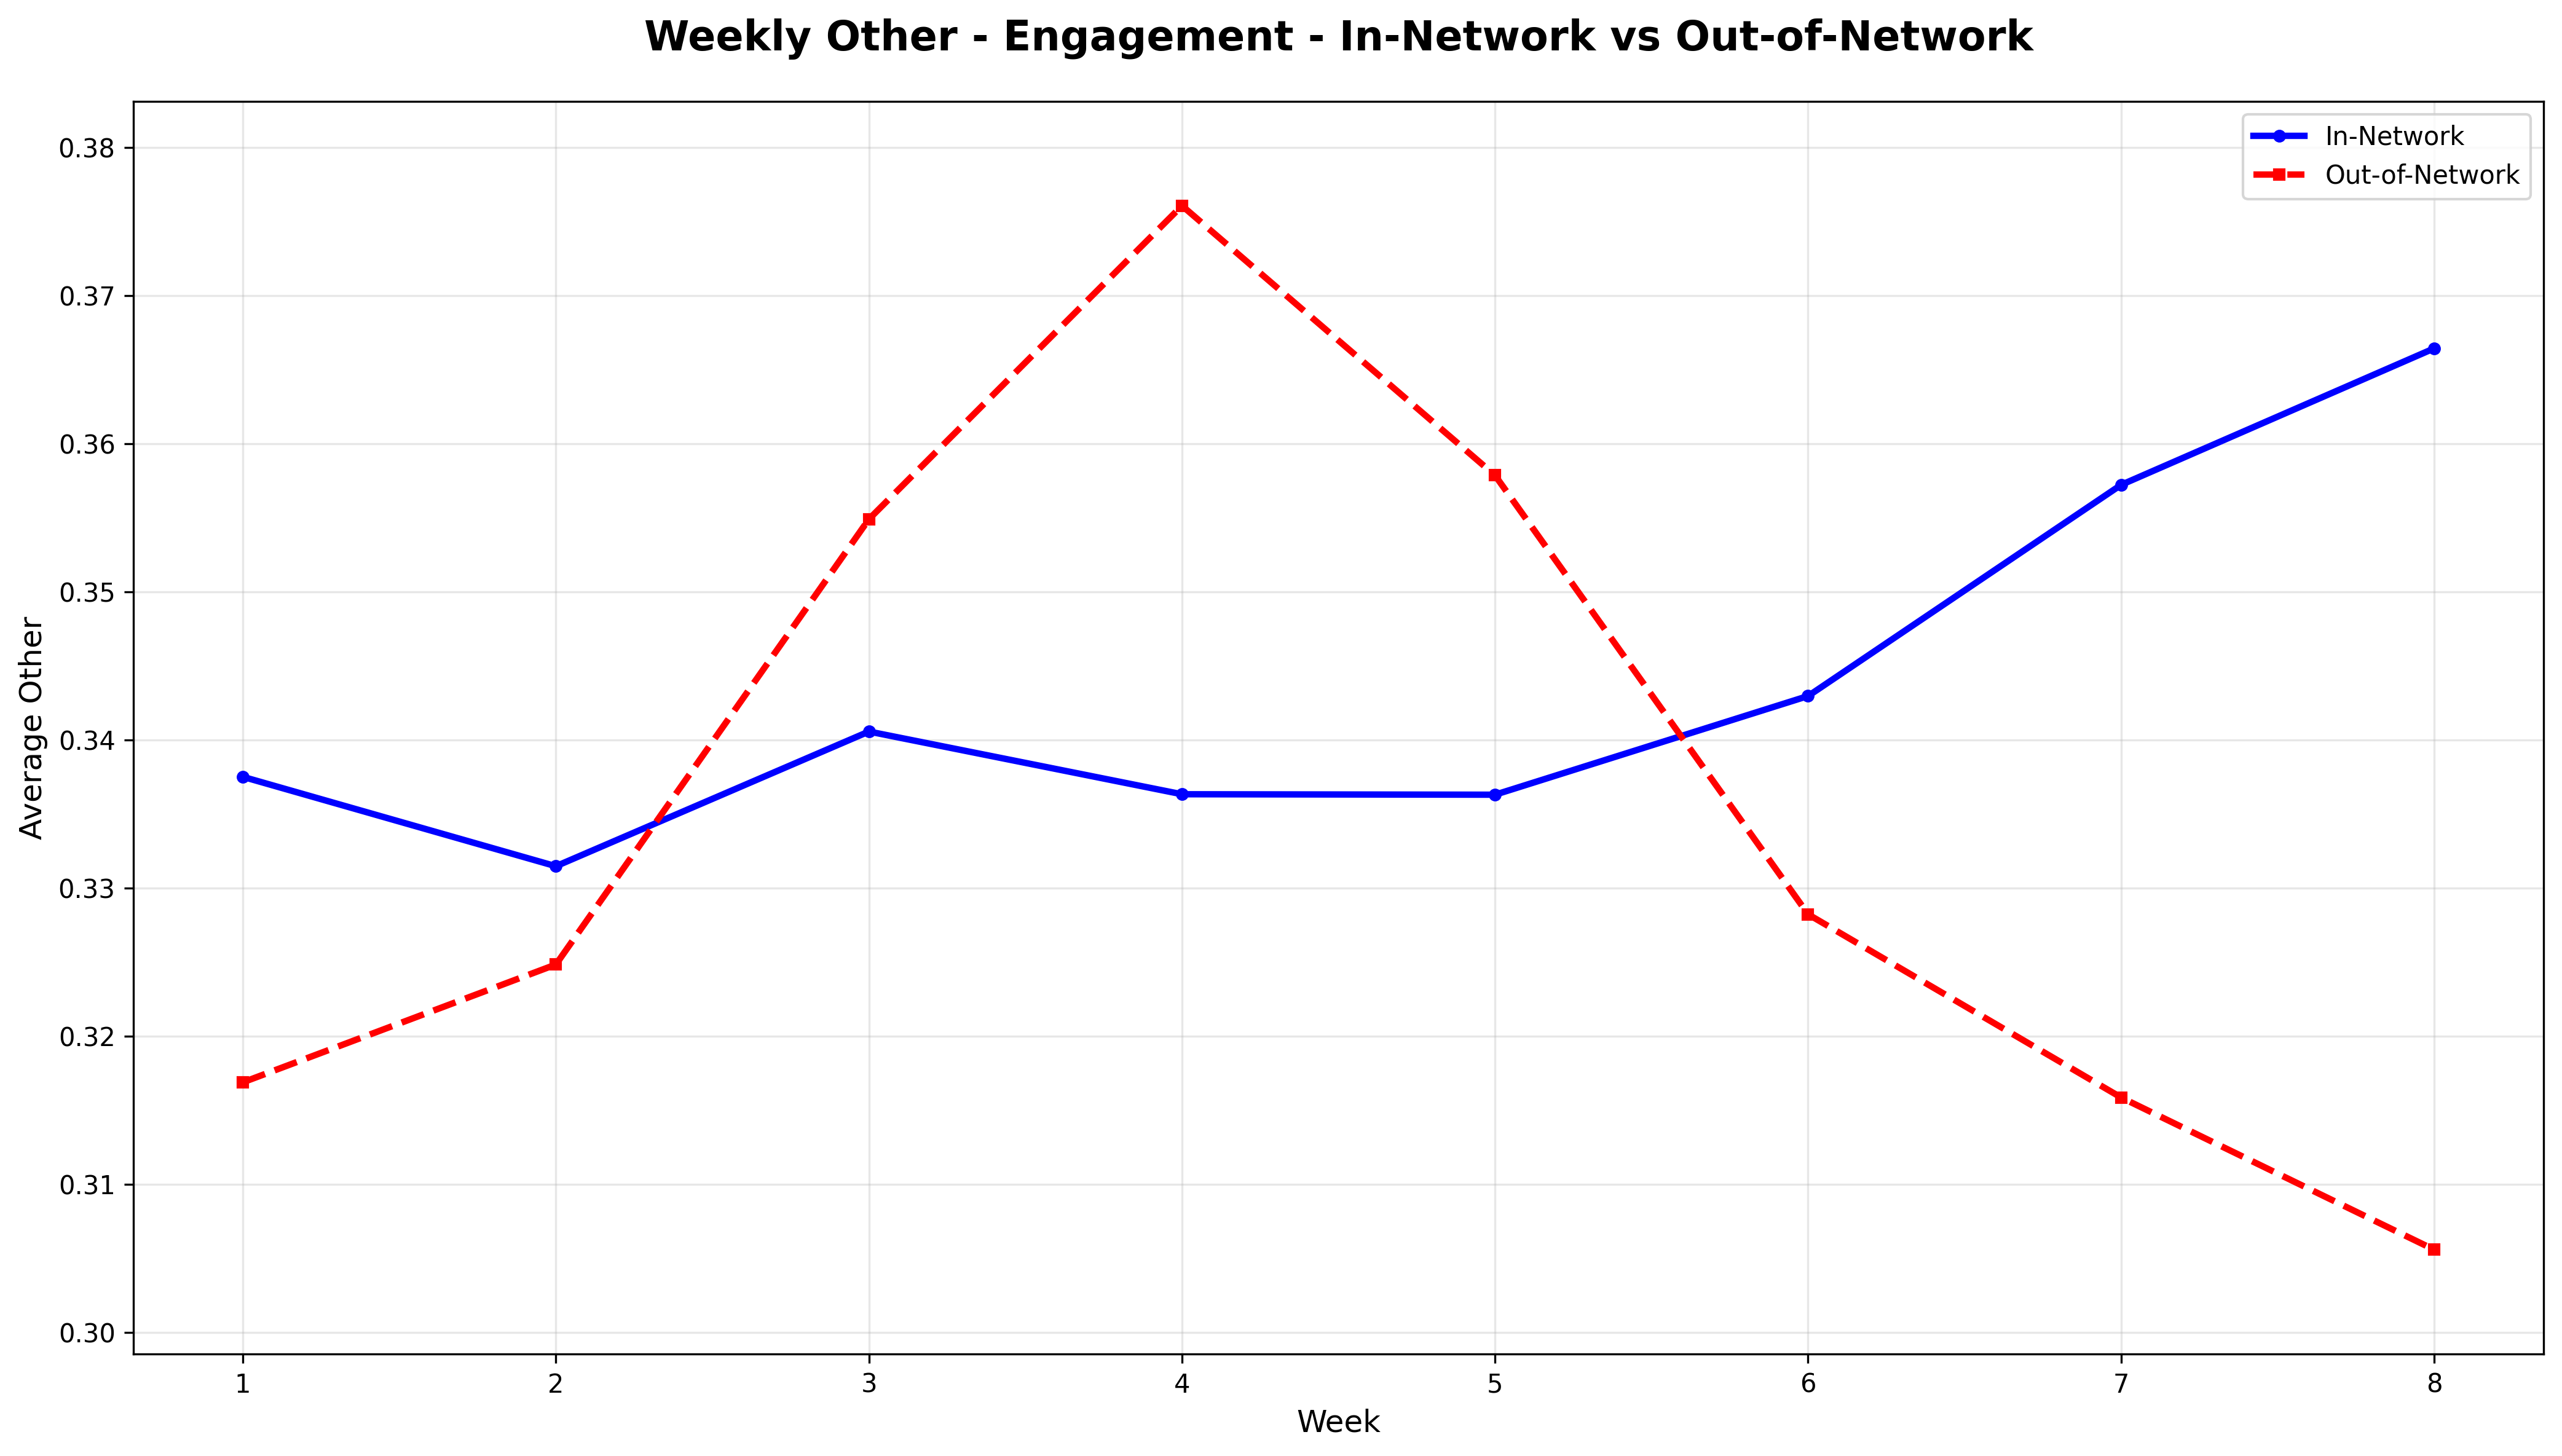 Weekly Other - Engagement - In-Network vs Out-of-Network
In-Network
Out-of-Network
Average Other
0.38
0.37
0.36
0.35
0.34
0.33
0.32
0.31
0.30
1 2 3 4 5 6 7 8
Week